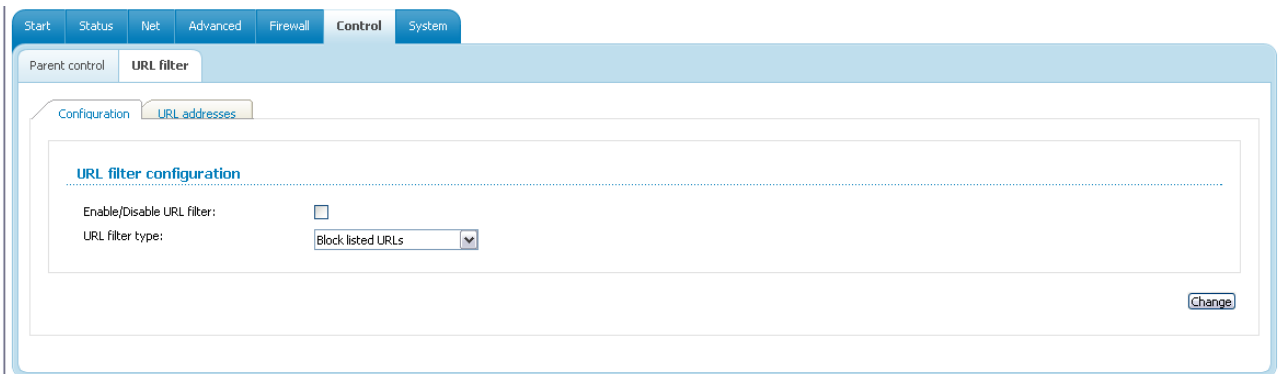 Start Status Net Advanced Firewall Control System
Parent control URL filter
Configuration URL addresses
URL filter configuration
Enable/Disable URL filter:
URL filter type: Block listed URLs
Change